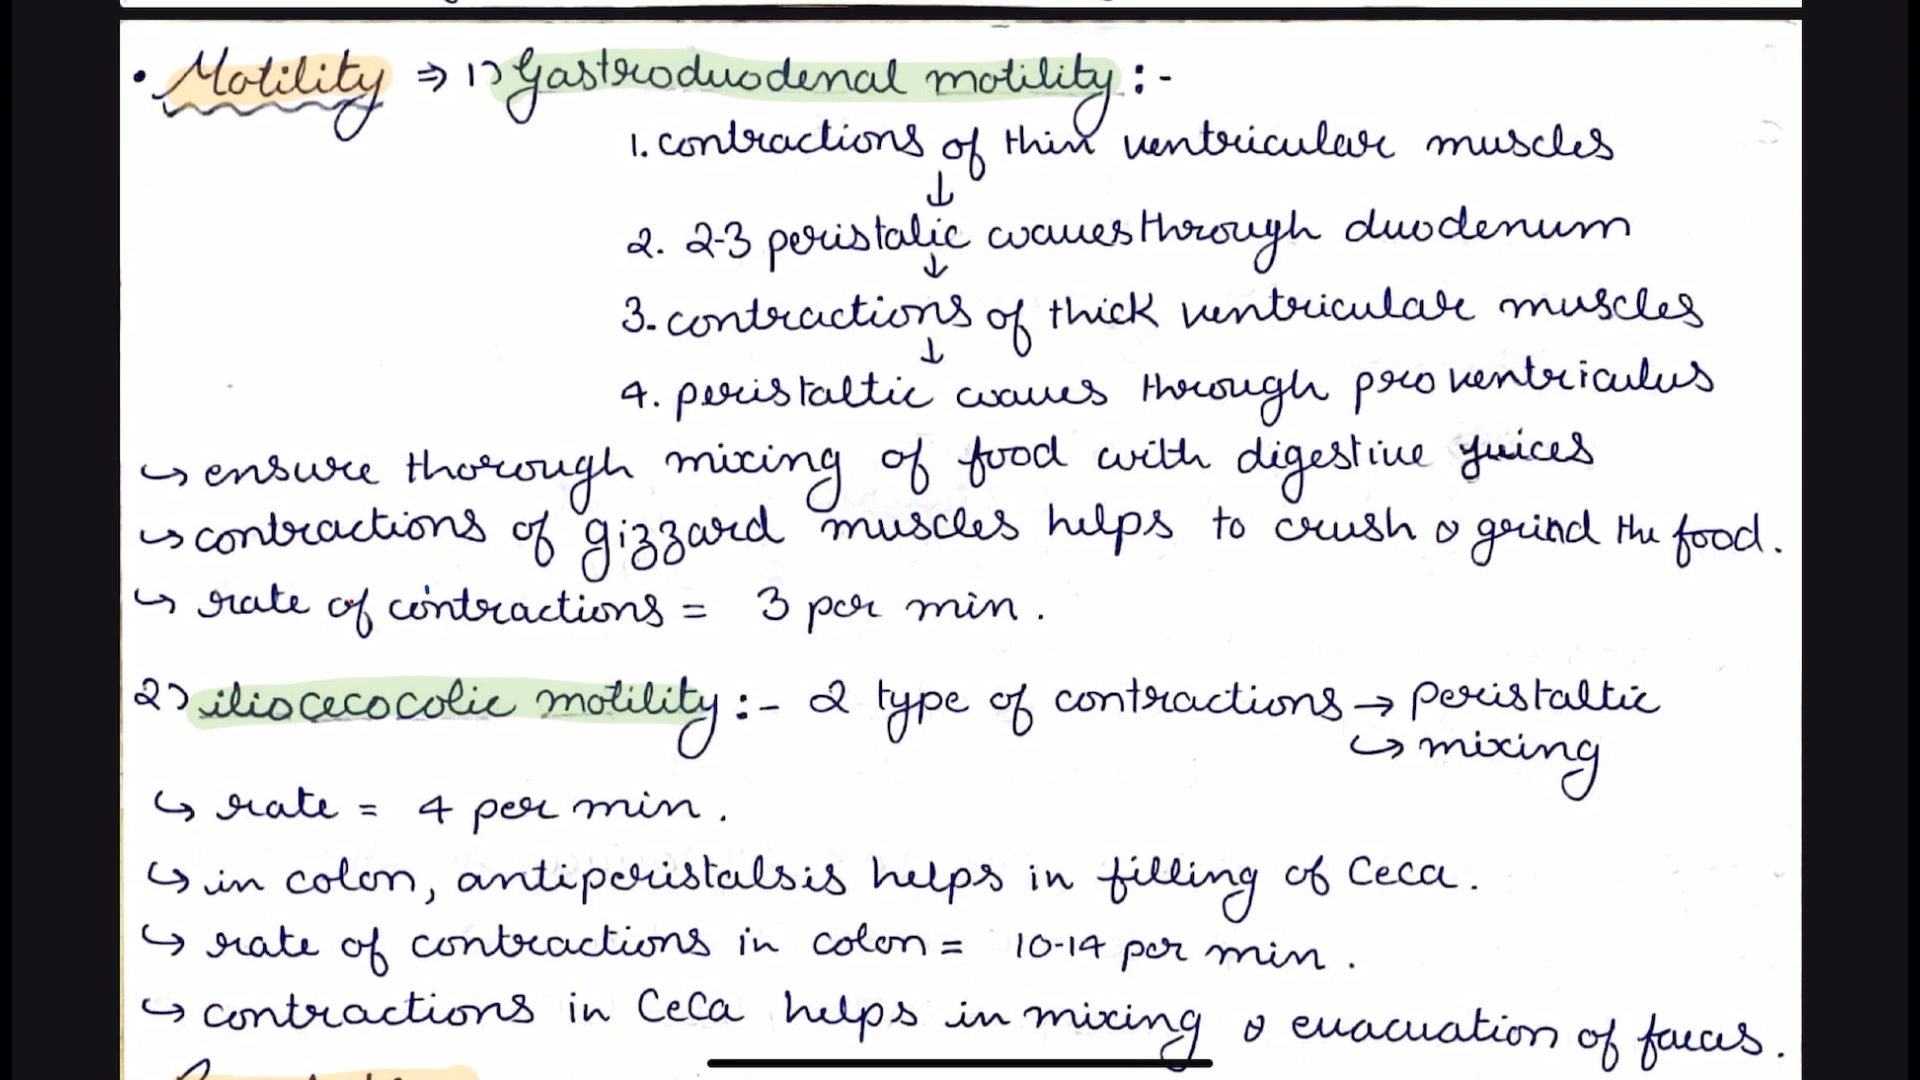 • Motility ⇒ 1) Gastroduodenal motility :-
1. contractions of thin ventricular muscles
↓
2. 2-3 peristalic waves through duodenum
↓
3. contractions of thick ventricular muscles
↓
4. peristaltic waves through proventriculus
↳ ensure thorough mixing of food with digestive juices
↳ contractions of gizzard muscles helps to crush & grind the food.
↳ rate of contractions = 3 per min.
2) iliocecocolic motility :- 2 type of contractions → peristaltic
↳ mixing
↳ rate = 4 per min.
↳ in colon, antiperistalsis helps in filling of Ceca.
↳ rate of contractions in colon = 10-14 per min.
↳ contractions in Ceca helps in mixing & evacuation of faeces.